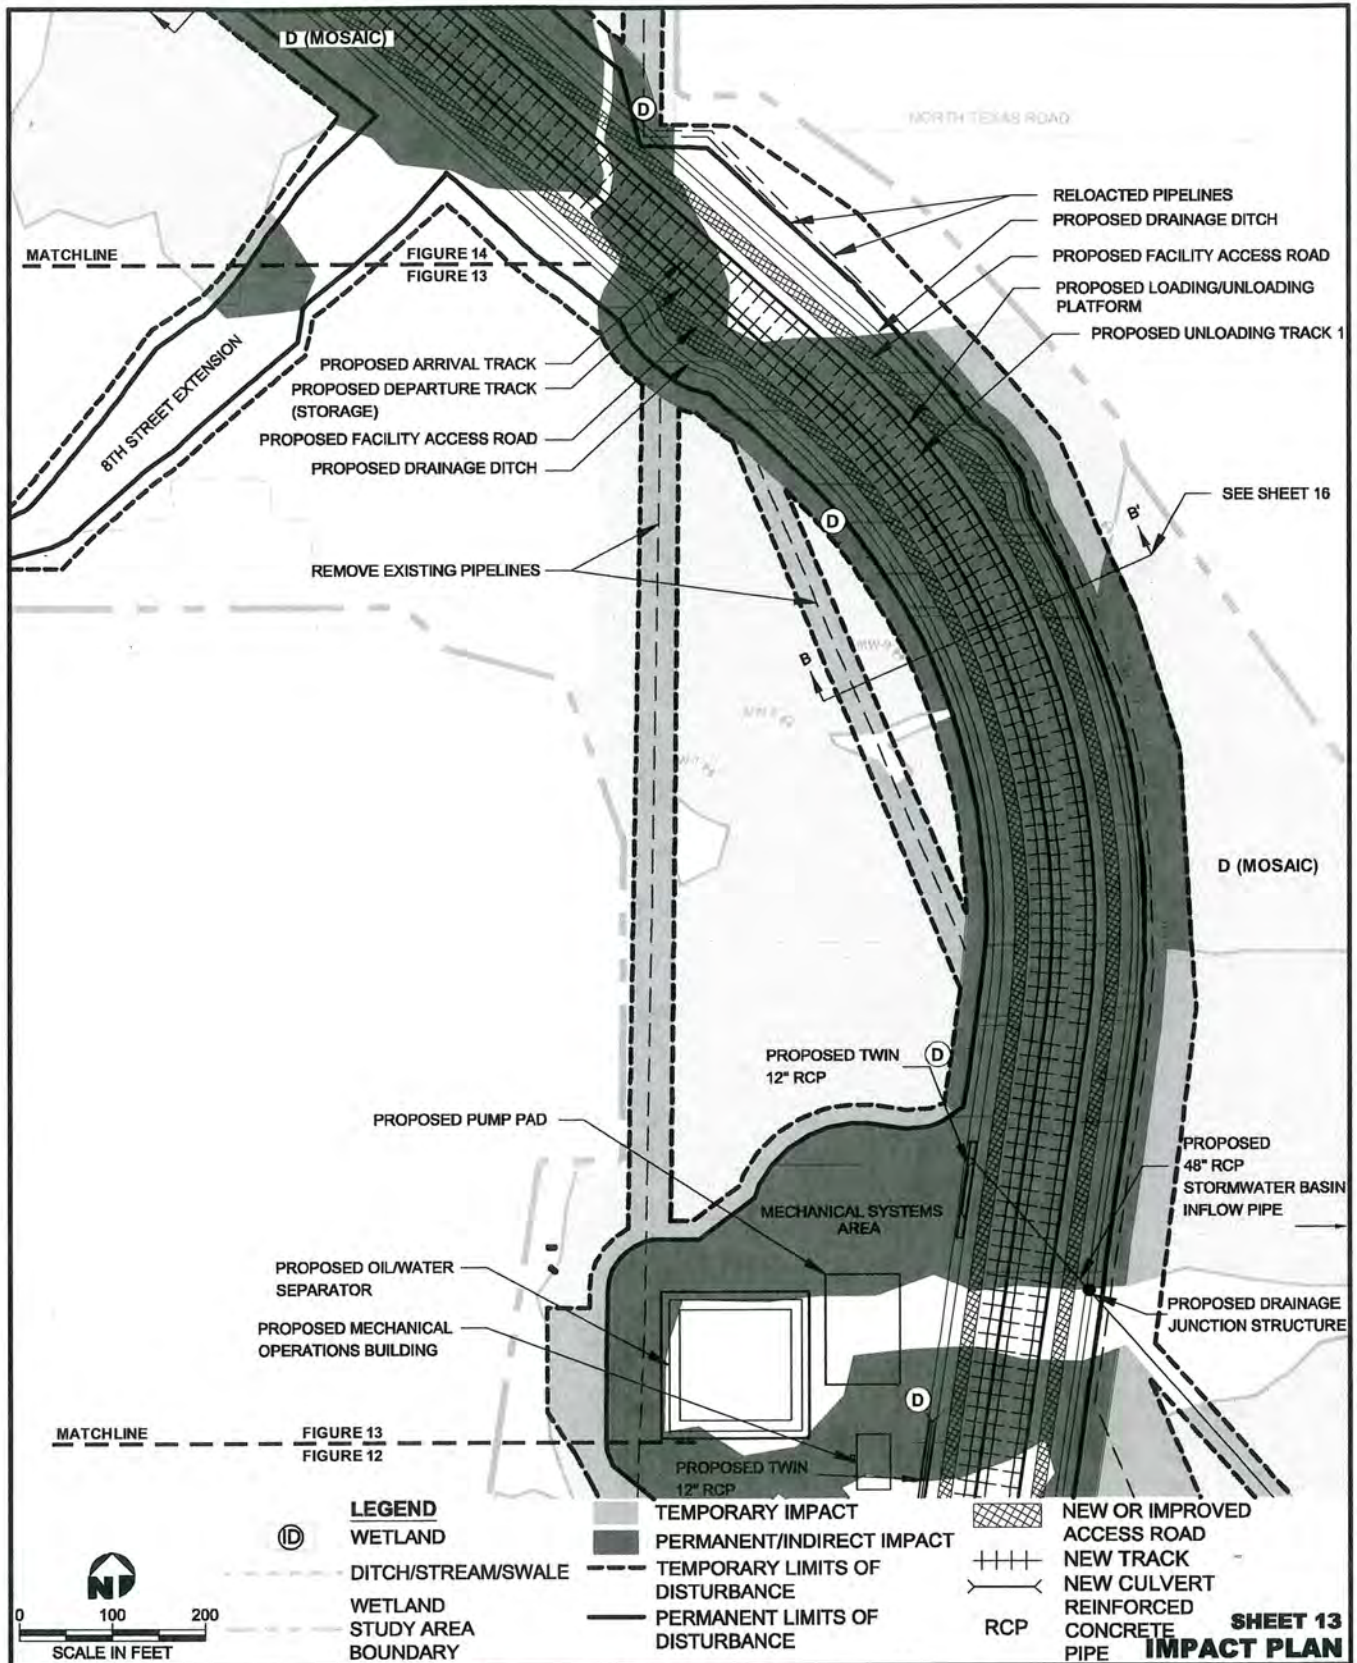 D (MOSAIC)
D
NORTH TEXAS ROAD
RELOACTED PIPELINES
PROPOSED DRAINAGE DITCH
PROPOSED FACILITY ACCESS ROAD
PROPOSED LOADING/UNLOADING
PLATFORM
PROPOSED UNLOADING TRACK 1
MATCHLINE
FIGURE 14
FIGURE 13
8TH STREET EXTENSION
PROPOSED ARRIVAL TRACK
PROPOSED DEPARTURE TRACK
(STORAGE)
PROPOSED FACILITY ACCESS ROAD
PROPOSED DRAINAGE DITCH
SEE SHEET 16
B'
D
REMOVE EXISTING PIPELINES
B
D (MOSAIC)
PROPOSED TWIN
12" RCP
D
PROPOSED PUMP PAD
PROPOSED
48" RCP
STORMWATER BASIN
INFLOW PIPE
MECHANICAL SYSTEMS
AREA
PROPOSED OIL/WATER
SEPARATOR
PROPOSED MECHANICAL
OPERATIONS BUILDING
PROPOSED DRAINAGE
JUNCTION STRUCTURE
D
MATCHLINE
FIGURE 13
FIGURE 12
PROPOSED TWIN
12" RCP
LEGEND
ID WETLAND
DITCH/STREAM/SWALE
WETLAND
STUDY AREA
BOUNDARY
TEMPORARY IMPACT
PERMANENT/INDIRECT IMPACT
TEMPORARY LIMITS OF
DISTURBANCE
PERMANENT LIMITS OF
DISTURBANCE
NEW OR IMPROVED
ACCESS ROAD
NEW TRACK
NEW CULVERT
RCP
REINFORCED
CONCRETE
PIPE
N
0 100 200
SCALE IN FEET
SHEET 13
IMPACT PLAN